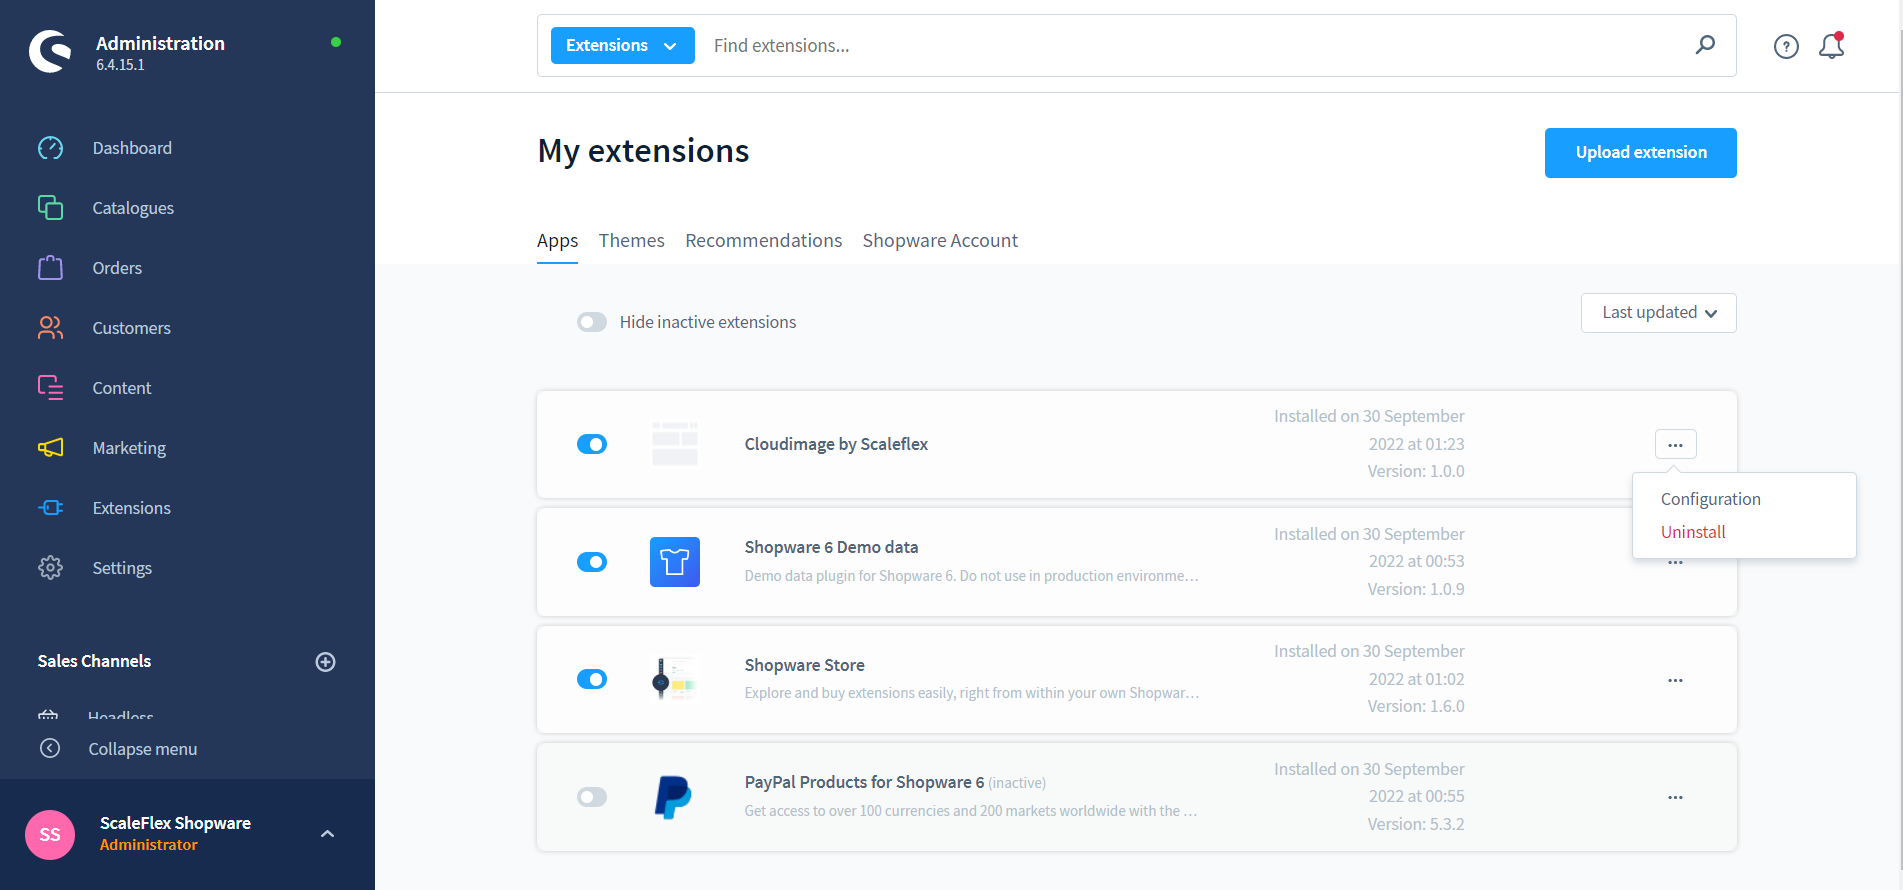 Administration
6.4.15.1
Dashboard
Catalogues
Orders
Customers
Content
Marketing
Extensions
Settings
Sales Channels
Headless
Collapse menu
SS
ScaleFlex Shopware
Administrator
Extensions
Find extensions...
?
My extensions
Upload extension
Apps Themes Recommendations Shopware Account
Hide inactive extensions
Last updated
Cloudimage by Scaleflex
Installed on 30 September
2022 at 01:23
Version: 1.0.0
...
Configuration
Uninstall
Shopware 6 Demo data
Demo data plugin for Shopware 6. Do not use in production environme...
Installed on 30 September
2022 at 00:53
Version: 1.0.9
...
Shopware Store
Explore and buy extensions easily, right from within your own Shopwar...
Installed on 30 September
2022 at 01:02
Version: 1.6.0
...
PayPal Products for Shopware 6 (inactive)
Get access to over 100 currencies and 200 markets worldwide with the ...
Installed on 30 September
2022 at 00:55
Version: 5.3.2
...